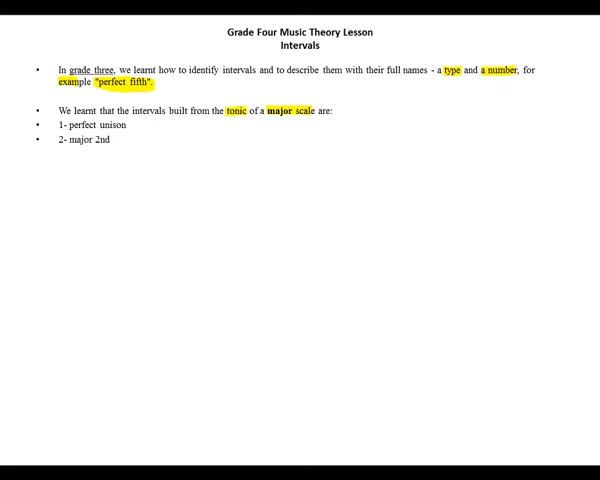 Grade Four Music Theory Lesson
Intervals
• In grade three, we learnt how to identify intervals and to describe them with their full names - a type and a number, for
example "perfect fifth".
• We learnt that the intervals built from the tonic of a major scale are:
• 1- perfect unison
• 2- major 2nd